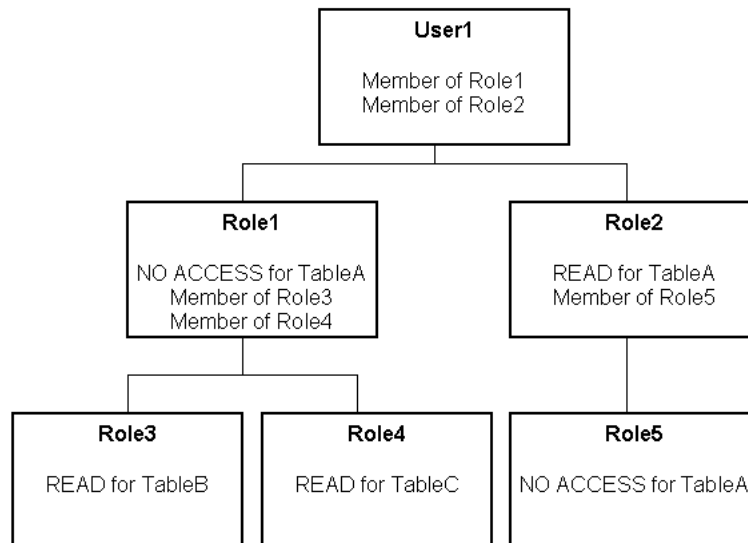 User1
Member of Role1
Member of Role2
Role1
NO ACCESS for TableA
Member of Role3
Member of Role4
Role2
READ for TableA
Member of Role5
Role3
READ for TableB
Role4
READ for TableC
Role5
NO ACCESS for TableA